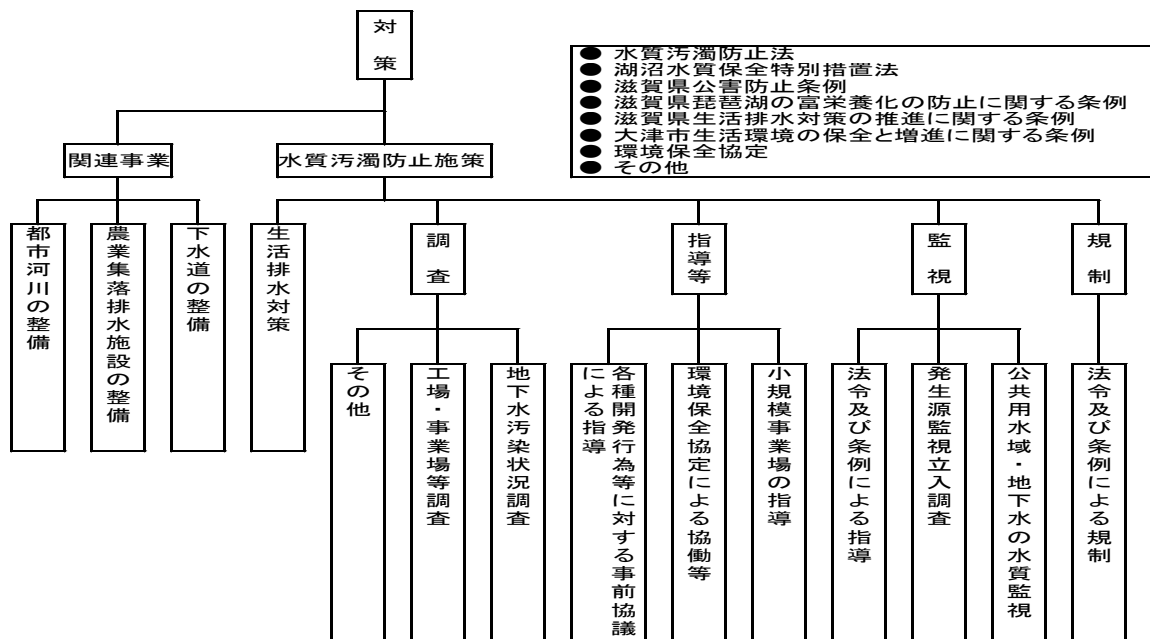 対策
● 水質汚濁防止法
● 湖沼水質保全特別措置法
● 滋賀県公害防止条例
● 滋賀県琵琶湖の富栄養化の防止に関する条例
● 滋賀県生活排水対策の推進に関する条例
● 大津市生活環境の保全と増進に関する条例
● 環境保全協定
● その他
関連事業
水質汚濁防止施策
都市河川の整備
農業集落排水施設の整備
下水道の整備
生活排水対策
調査
指導等
監視
規制
その他
工場・事業場等調査
地下水汚染状況調査
各種開発行為等に対する事前協議
による指導
環境保全協定による協働等
小規模事業場の指導
法令及び条例による指導
発生源監視立入調査
公共用水域・地下水の水質監視
法令及び条例による規制